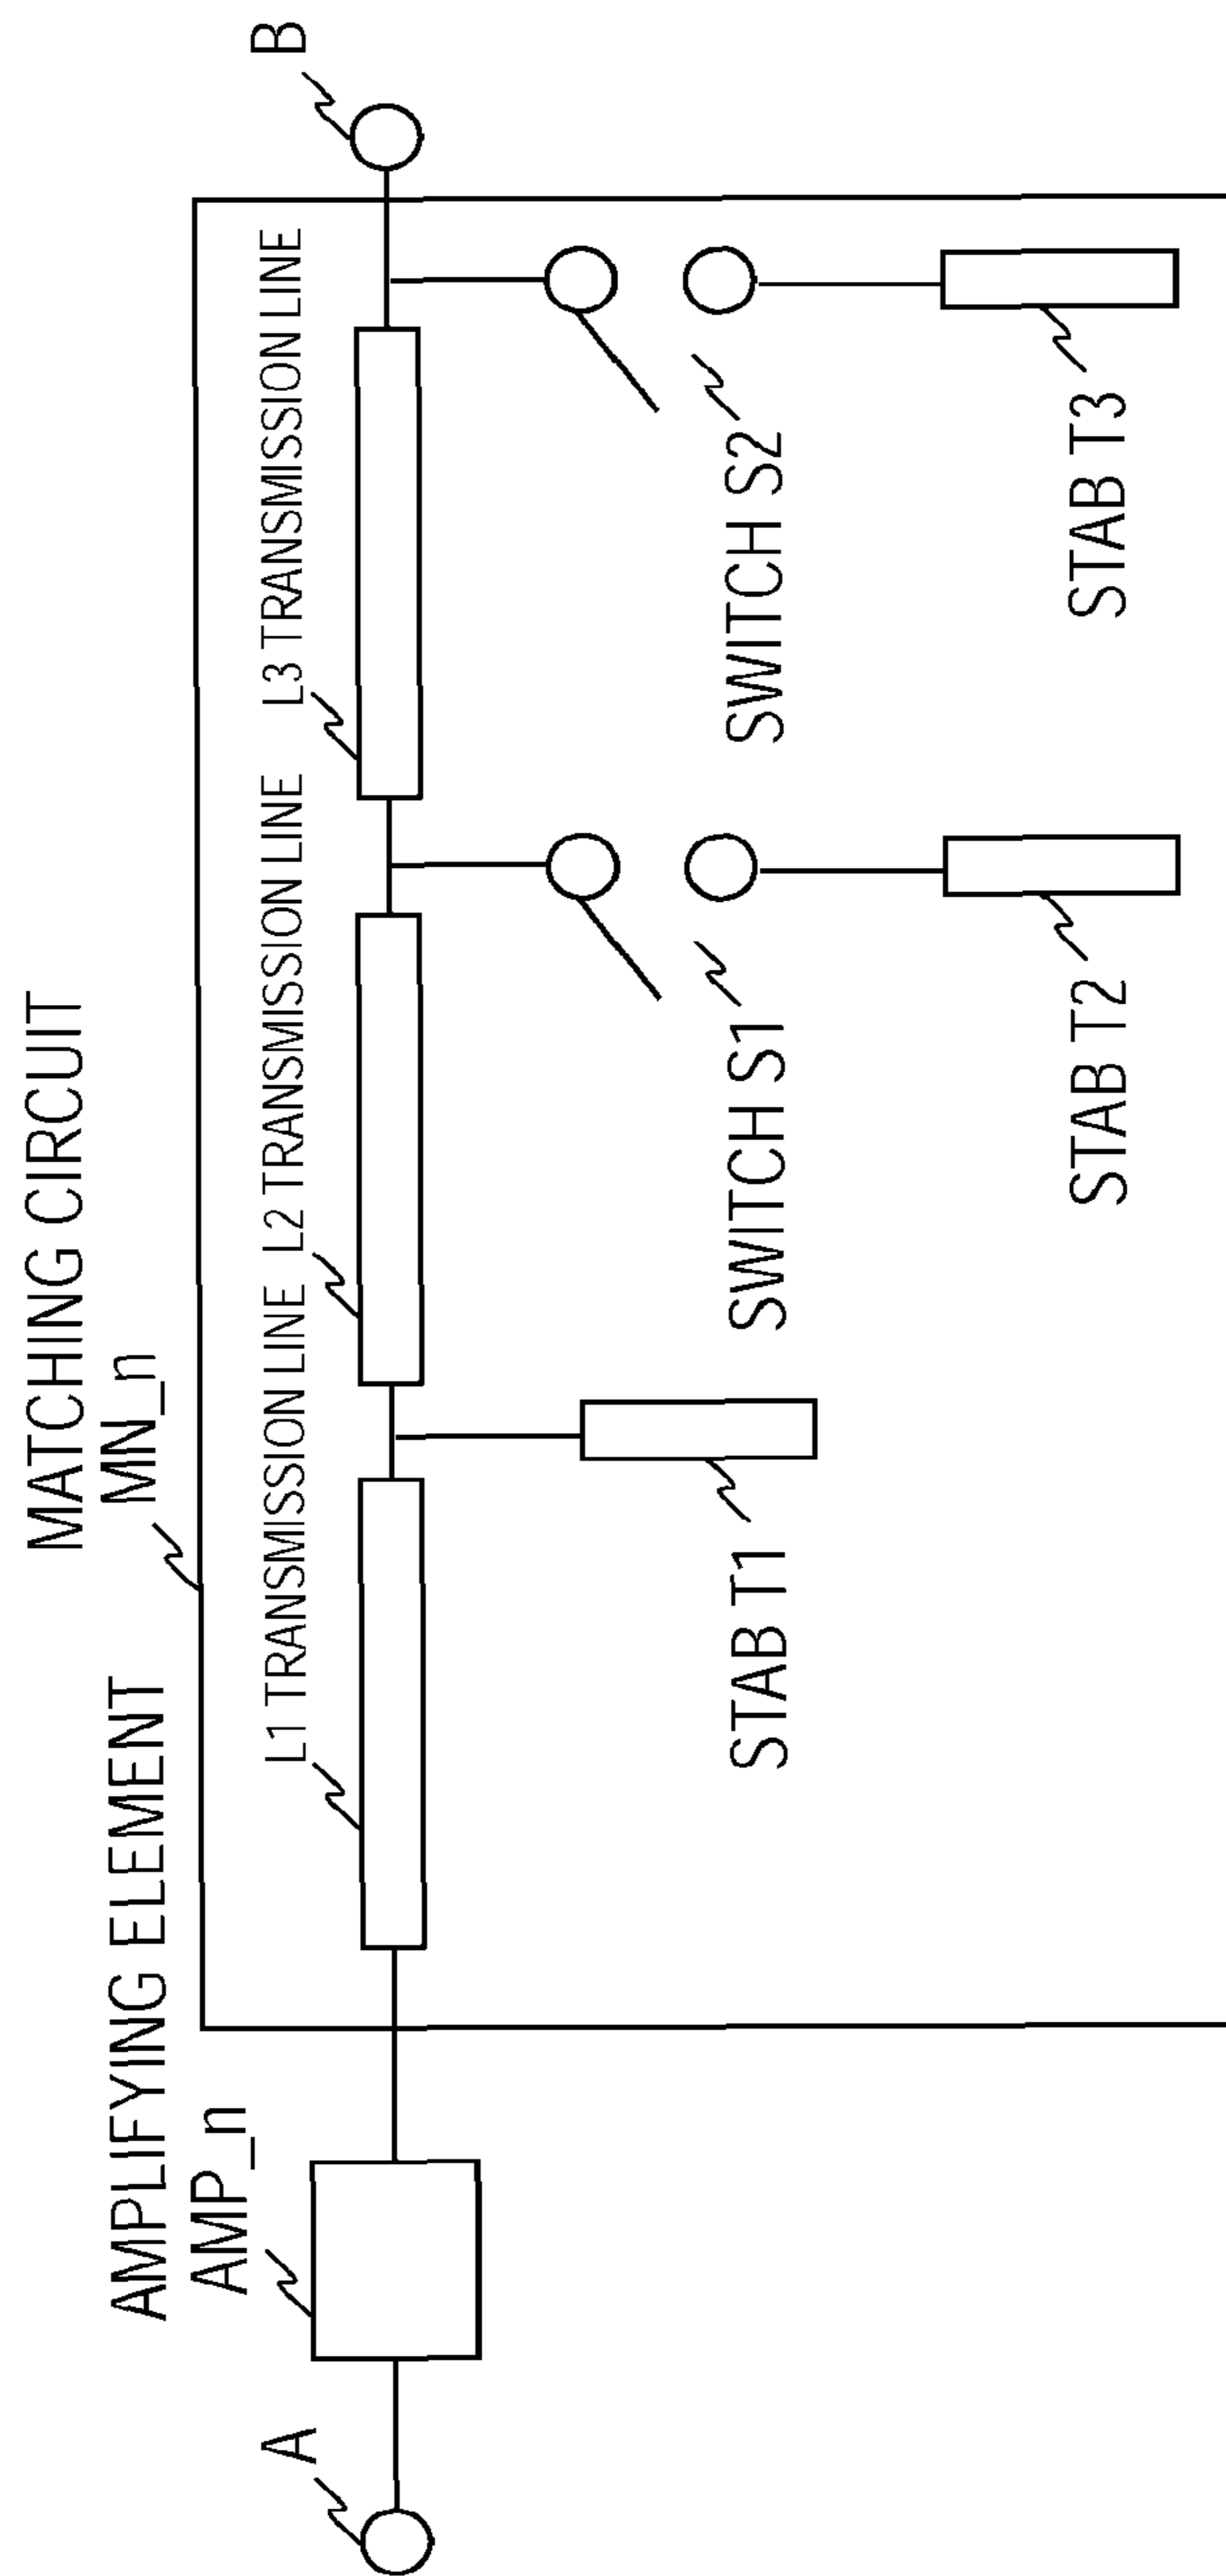 MATCHING CIRCUIT
MN_n
AMPLIFYING ELEMENT
AMP_n
A
B
L1 TRANSMISSION LINE
L2 TRANSMISSION LINE
L3 TRANSMISSION LINE
STAB T1
SWITCH S1
SWITCH S2
STAB T2
STAB T3